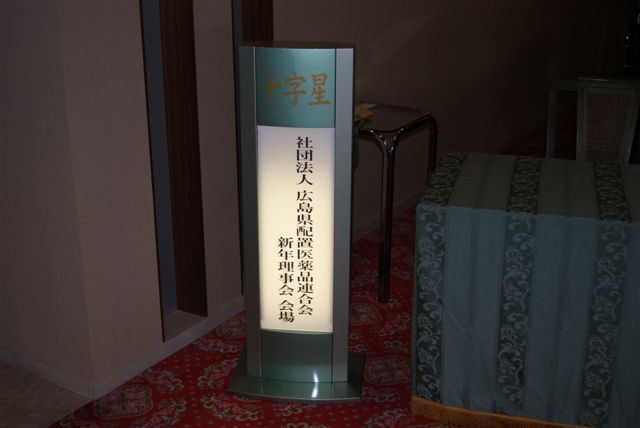 十字星
社団法人 広島県配置医薬品連合会
新年理事会 会場